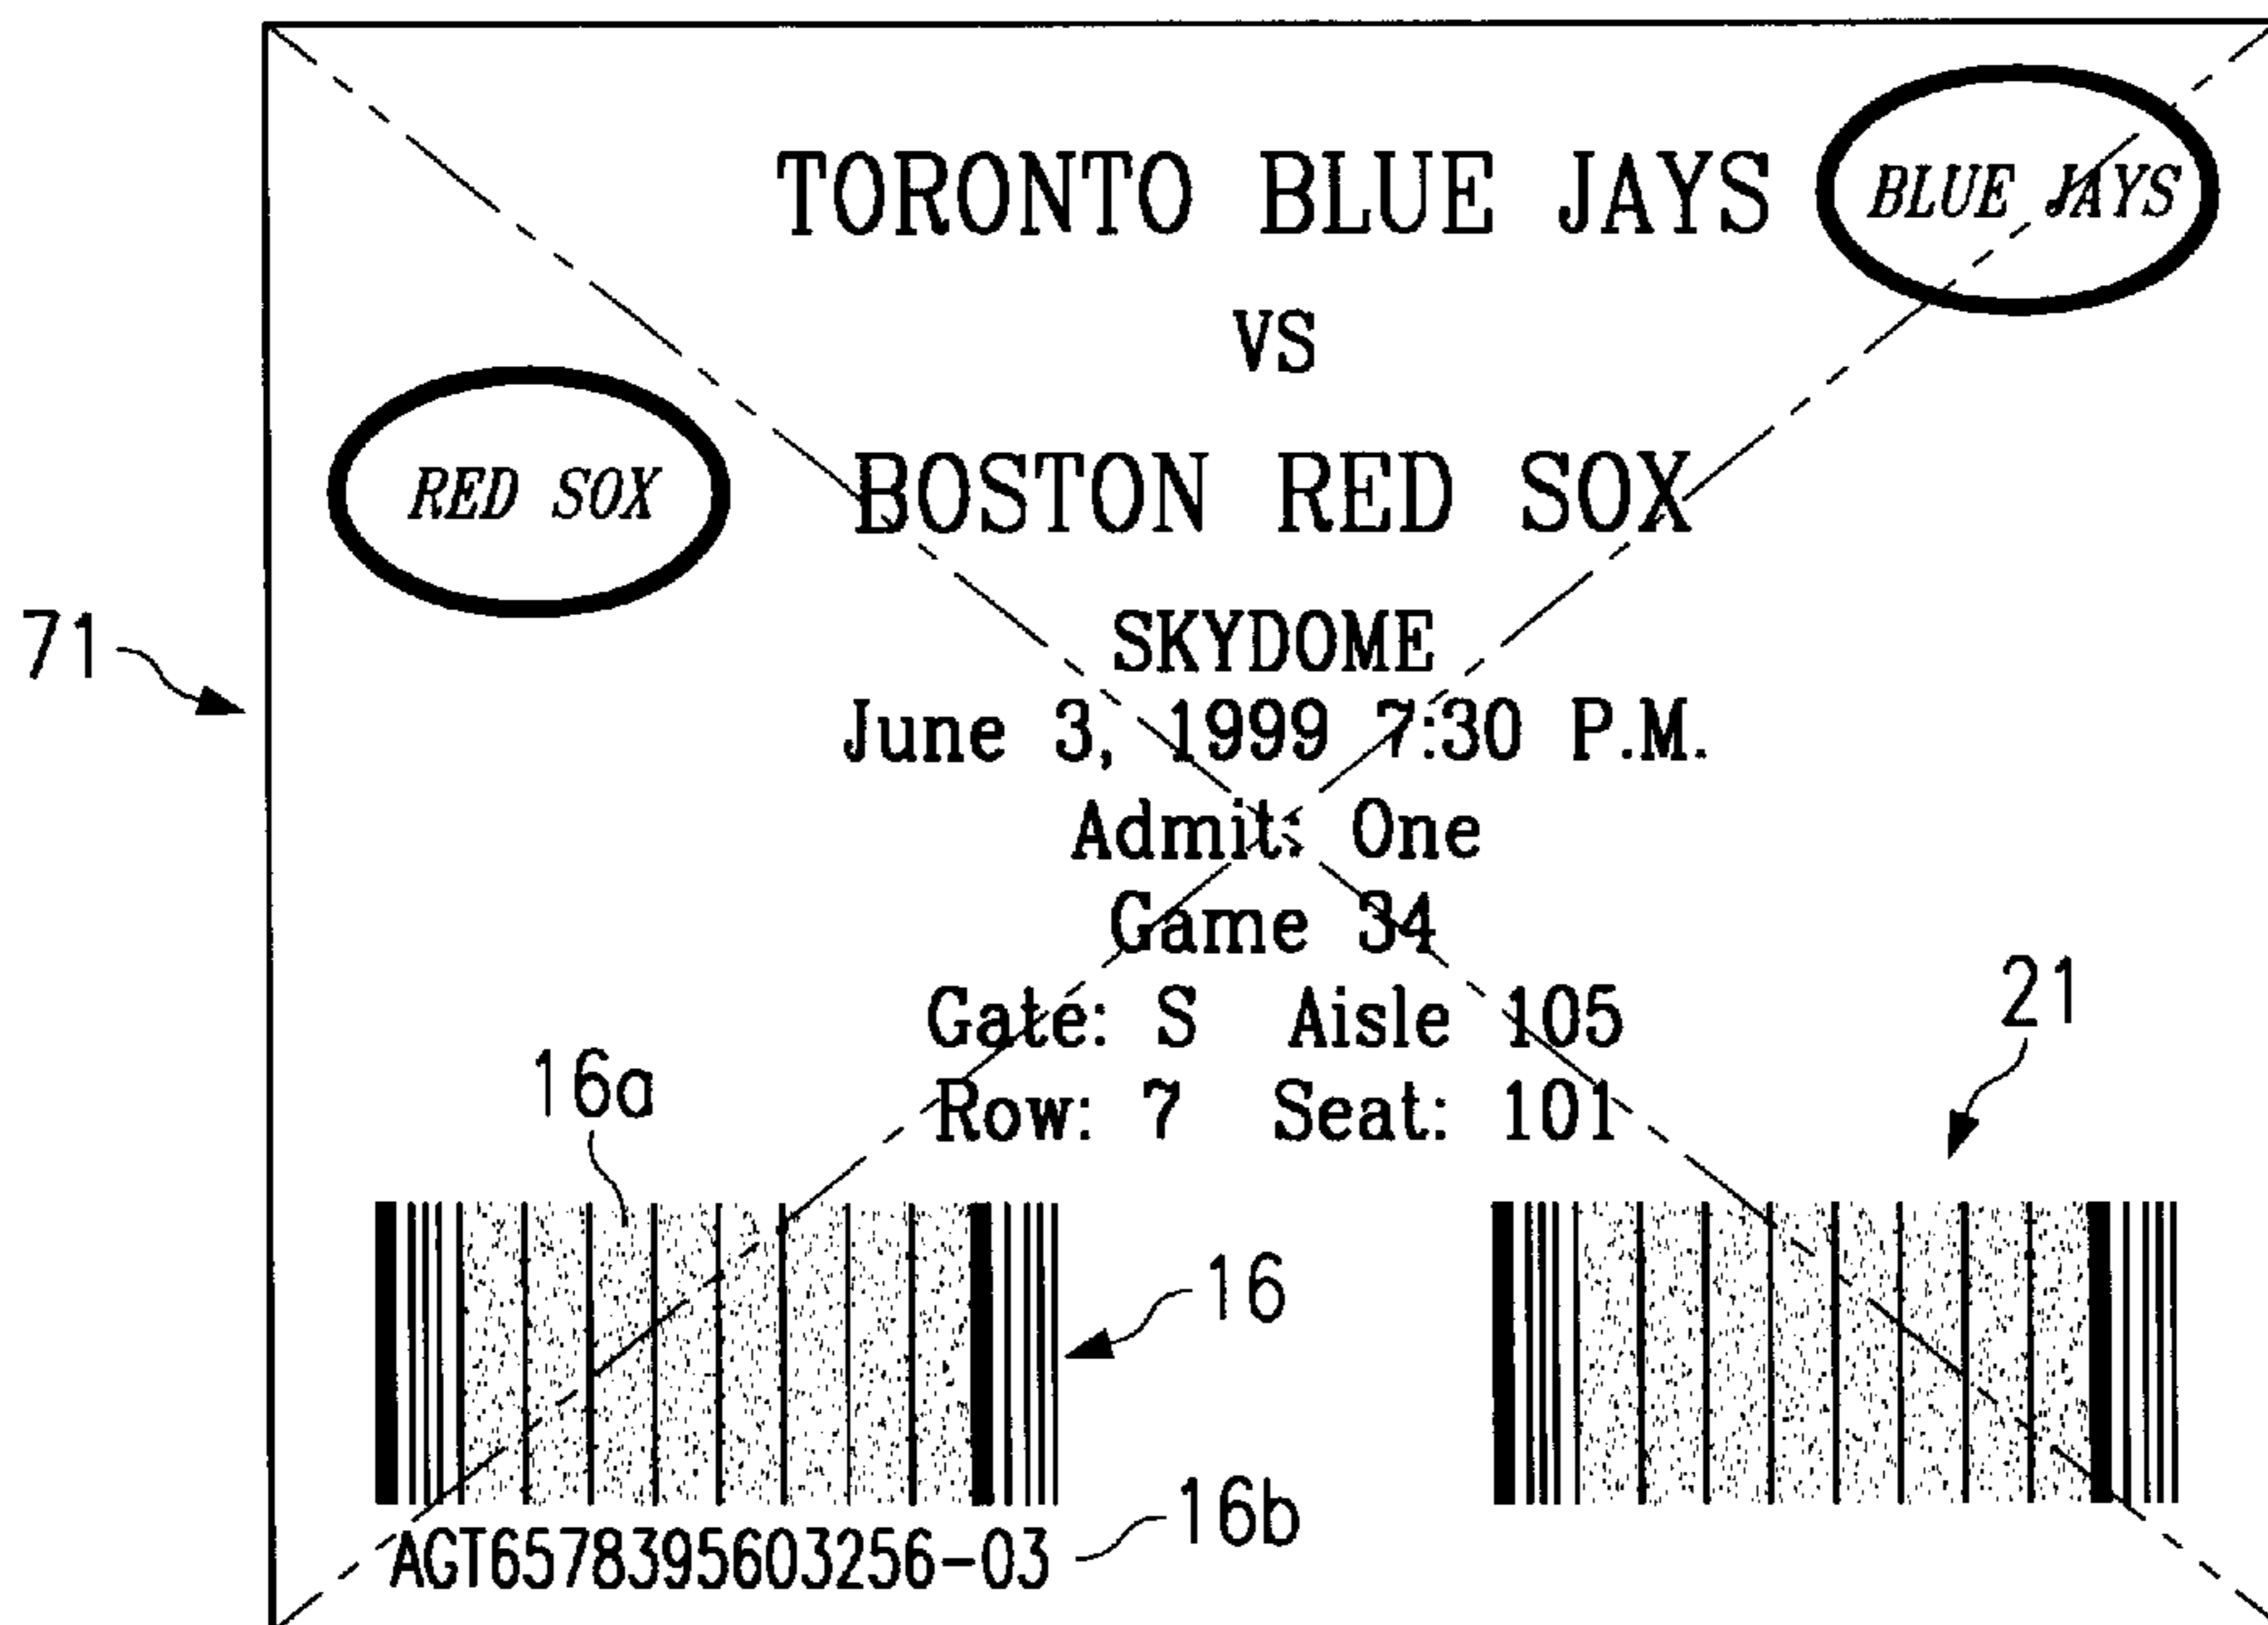 TORONTO BLUE JAYS
BLUE JAYS
VS
RED SOX
BOSTON RED SOX
71
SKYDOME
June 3, 1999 7:30 P.M.
Admit: One
Game 34
Gate: S Aisle 105
21
16a
Row: 7 Seat: 101
16
16b
AGT6578395603256-03